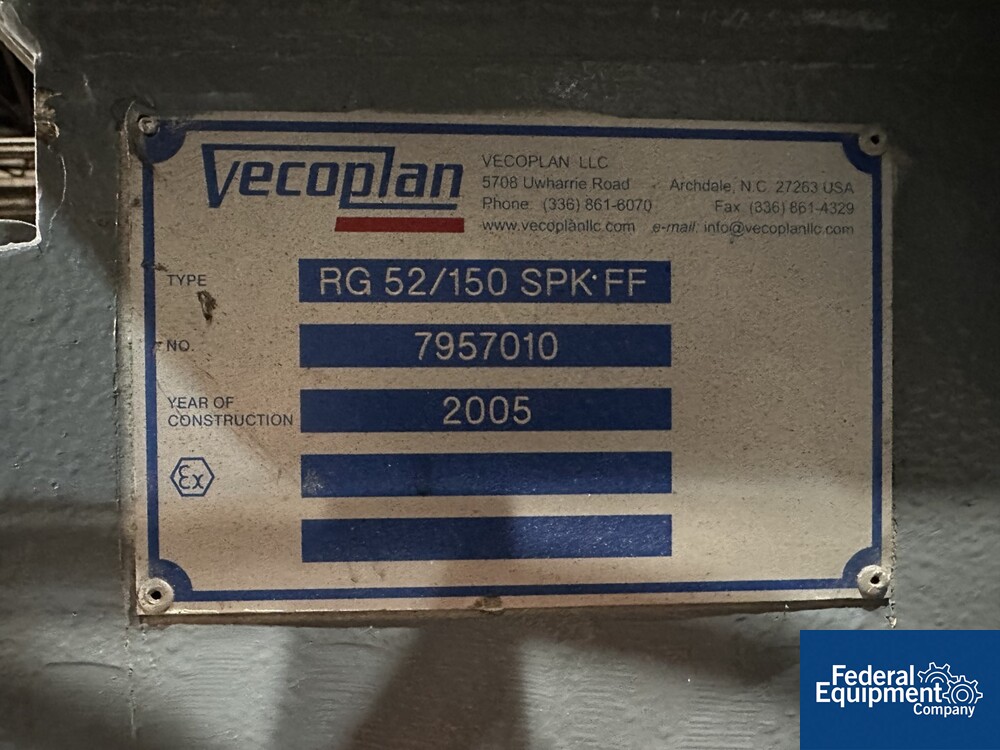 vecoplan
VECOPLAN LLC
5708 Uwharrie Road - Archdale, N.C. 27263 USA
Phone: (336) 861-6070 Fax (336) 861-4329
www.vecoplanllc.com e-mail: info@vecoplanllc.com
TYPE RG 52/150 SPK FF
NO. 7957010
YEAR OF
CONSTRUCTION 2005
Ex
Federal
Equipment
Company